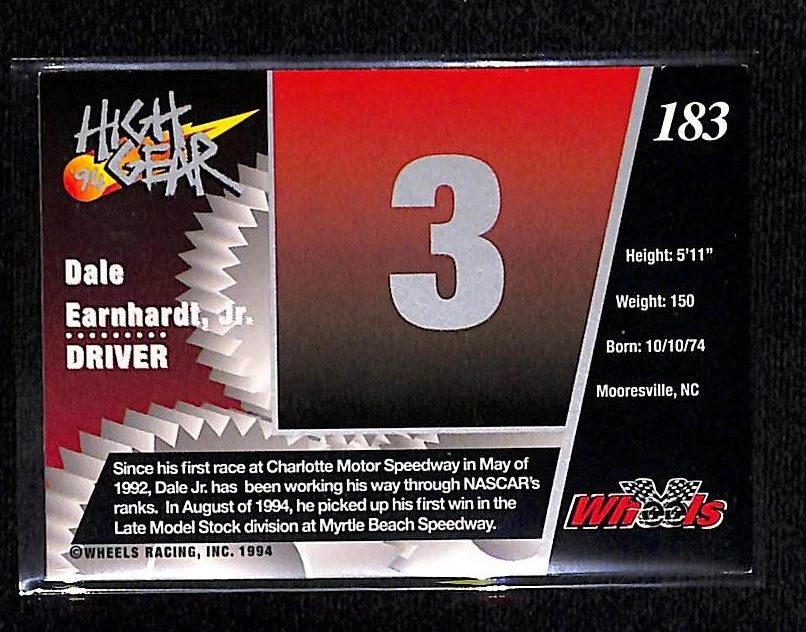 HIGH
'94 GEAR
183
3
Dale
Earnhardt, Jr.
DRIVER
Height: 5'11"
Weight: 150
Born: 10/10/74
Mooresville, NC
Since his first race at Charlotte Motor Speedway in May of
1992, Dale Jr. has been working his way through NASCAR's
ranks. In August of 1994, he picked up his first win in the
Late Model Stock division at Myrtle Beach Speedway.
Wheels
©WHEELS RACING, INC. 1994